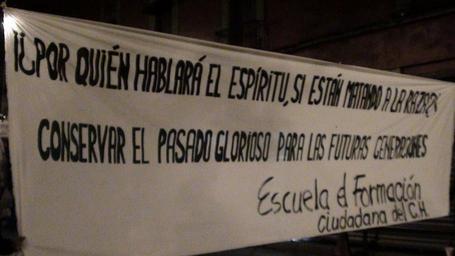 ¡¿POR QUIÉN HABLARÁ EL ESPÍRITU, SI ESTÁN MATANDO A LA RAZA?
CONSERVAR EL PASADO GLORIOSO PARA LAS FUTURAS GENERACIONES
ESCUELA d FORMACIÓN
CIUDADANA del C.H.